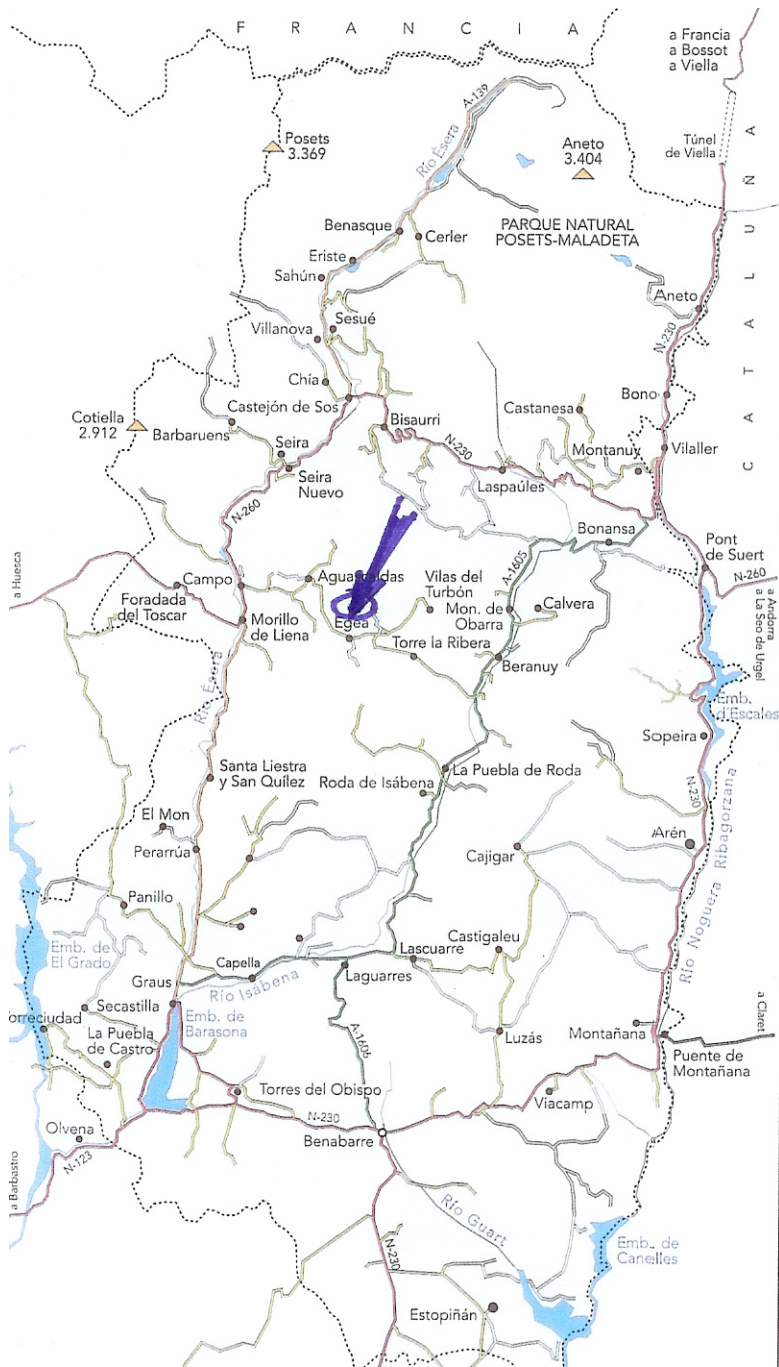 F R A N C I A
a Francia
a Bossot
a Viella
A-139
Posets
3.369
Río Ésera
Aneto
3.404
Túnel
de Viella
C A T A L U Ñ A
Benasque
Cerler
PARQUE NATURAL
POSETS-MALADETA
Eriste
Sahún
Aneto
Sesué
Villanova
N-230
Chía
Castejón de Sos
Bono
Cotiella
2.912
Barbaruens
Bisaurri
Castanesa
Seira
N-230
Montanuy
Vilaller
Seira
Nuevo
Laspaúles
N-260
Bonansa
Pont
de Suert
a Huesca
Campo
Aguascaldas
Vilas del
Turbón
A-1605
N-260
Foradada
del Toscar
Morillo
de Liena
Egea
Mon. de
Obarra
Calvera
a Andorra
a La Seo de Urgel
Torre la Ribera
Beranuy
Río Ésera
Emb.
d'Escales
Sopeira
Santa Liestra
y San Quílez
Roda de Isábena
La Puebla de Roda
N-230
El Mon
Perarrúa
Cajigar
Arén
Panillo
Río Noguera Ribagorzana
Emb. de
El Grado
Capella
Lascuarre
Castigaleu
Graus
Río Isábena
Laguarres
Secastilla
Emb. de
Barasona
a Claret
Torreciudad
La Puebla
de Castro
A-1606
Luzás
Montañana
Puente de
Montañana
Torres del Obispo
Viacamp
N-230
Olvena
Benabarre
N-123
a Barbastro
Río Guart
N-230
Emb. de
Canelles
Estopiñán